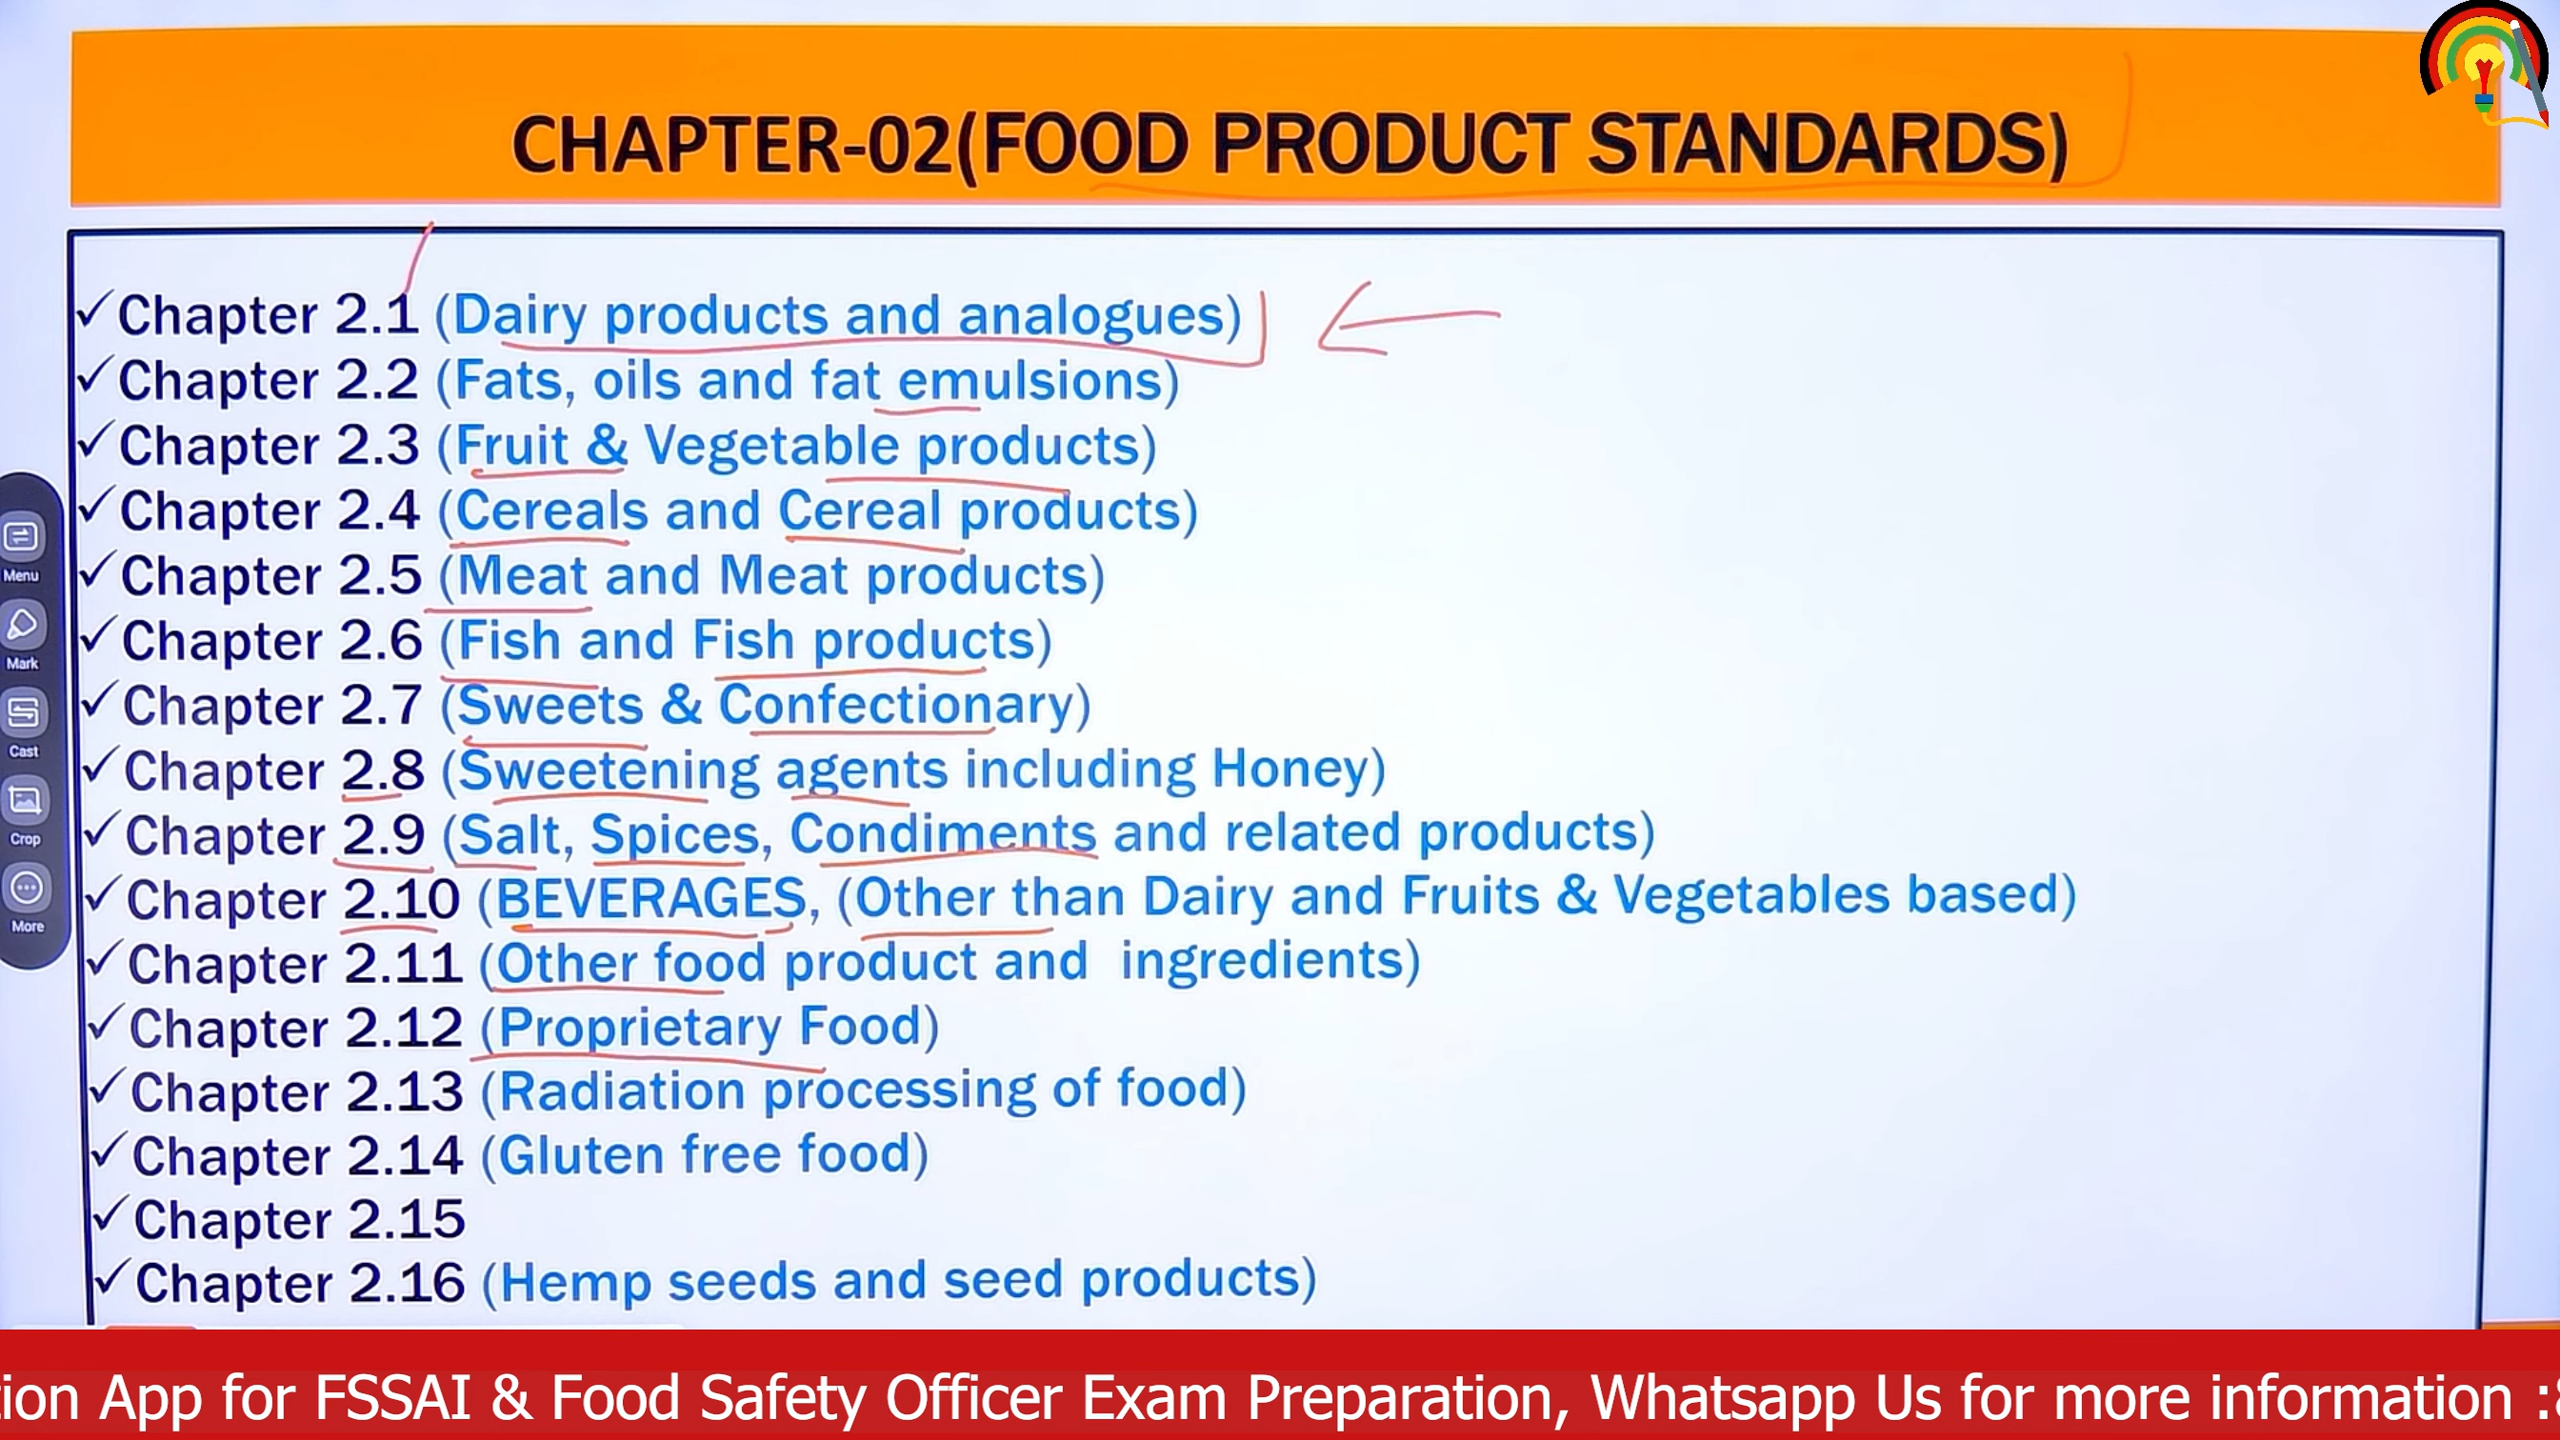 CHAPTER-02(FOOD PRODUCT STANDARDS)
✓Chapter 2.1 (Dairy products and analogues)
✓Chapter 2.2 (Fats, oils and fat emulsions)
✓Chapter 2.3 (Fruit & Vegetable products)
✓Chapter 2.4 (Cereals and Cereal products)
✓Chapter 2.5 (Meat and Meat products)
✓Chapter 2.6 (Fish and Fish products)
✓Chapter 2.7 (Sweets & Confectionary)
✓Chapter 2.8 (Sweetening agents including Honey)
✓Chapter 2.9 (Salt, Spices, Condiments and related products)
✓Chapter 2.10 (BEVERAGES, (Other than Dairy and Fruits & Vegetables based)
✓Chapter 2.11 (Other food product and ingredients)
✓Chapter 2.12 (Proprietary Food)
✓Chapter 2.13 (Radiation processing of food)
✓Chapter 2.14 (Gluten free food)
✓Chapter 2.15
✓Chapter 2.16 (Hemp seeds and seed products)
Menu
Mark
Cast
Crop
More
tion App for FSSAI & Food Safety Officer Exam Preparation, Whatsapp Us for more information :